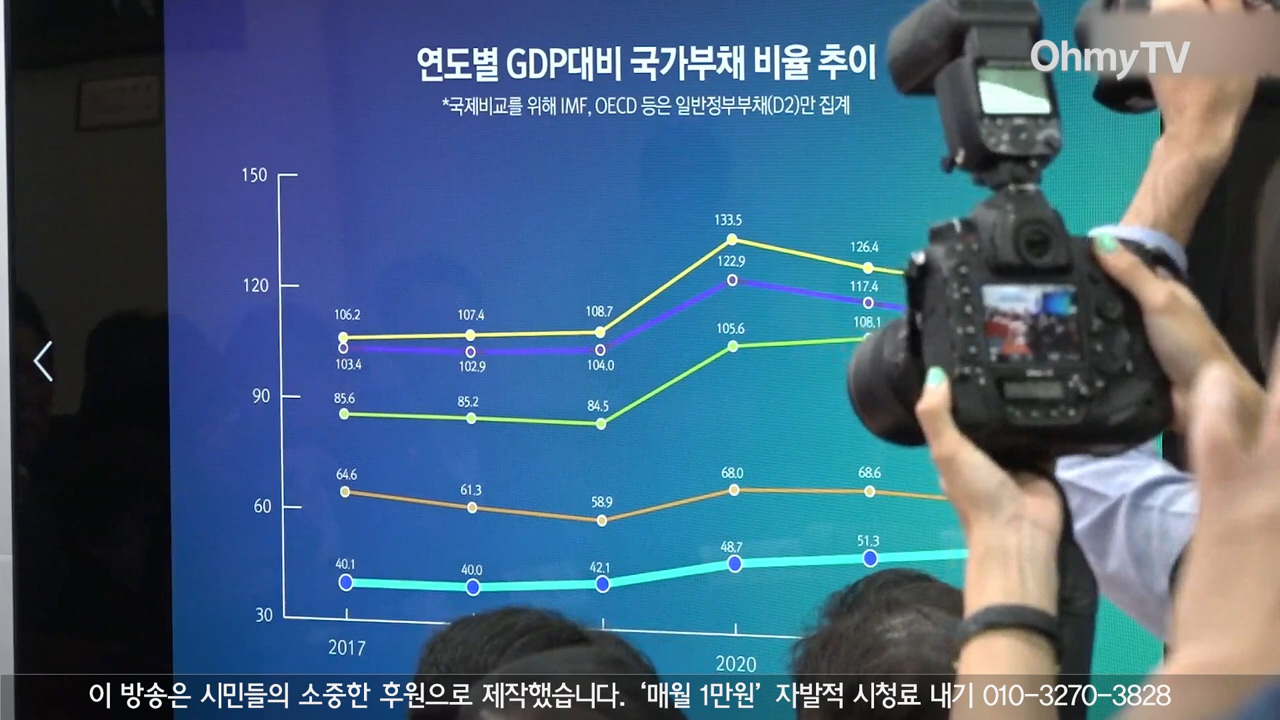 OhmyTV
연도별 GDP대비 국가부채 비율 추이
*국제비교를 위해 IMF, OECD 등은 일반정부부채(D2)만 집계
150
120
90
60
30
106.2 107.4 108.7 133.5 126.4
103.4 102.9 104.0 122.9 117.4
85.6 85.2 84.5 105.6 108.1
64.6 61.3 58.9 68.0 68.6
40.1 40.0 42.1 48.7 51.3
2017 2020
이 방송은 시민들의 소중한 후원으로 제작했습니다. ‘매월 1만원’ 자발적 시청료 내기 010-3270-3828